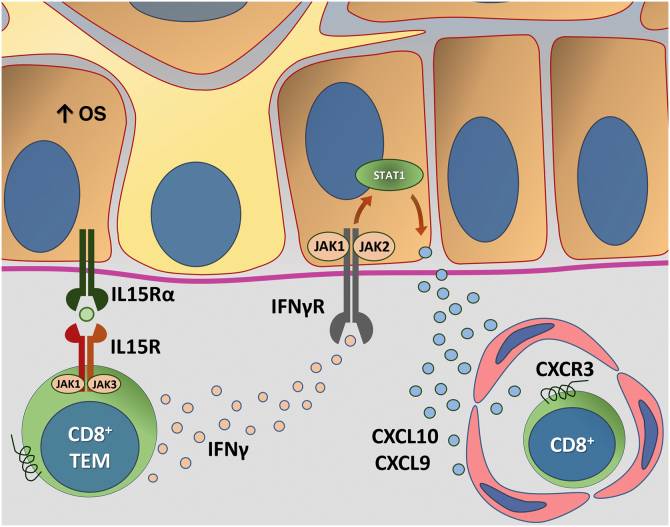 ↑ OS
STAT1
JAK1
JAK2
IL15Rα
IFNγR
IL15R
JAK1
JAK3
CXCR3
CD8⁺
TEM
IFNγ
CXCL10
CXCL9
CD8⁺